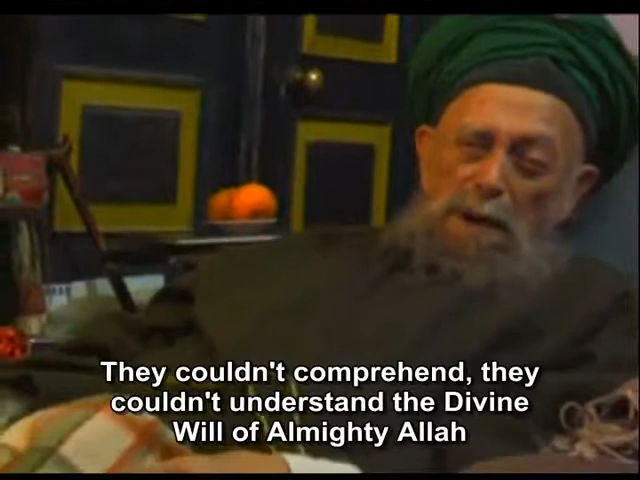 They couldn't comprehend, they
couldn't understand the Divine
Will of Almighty Allah